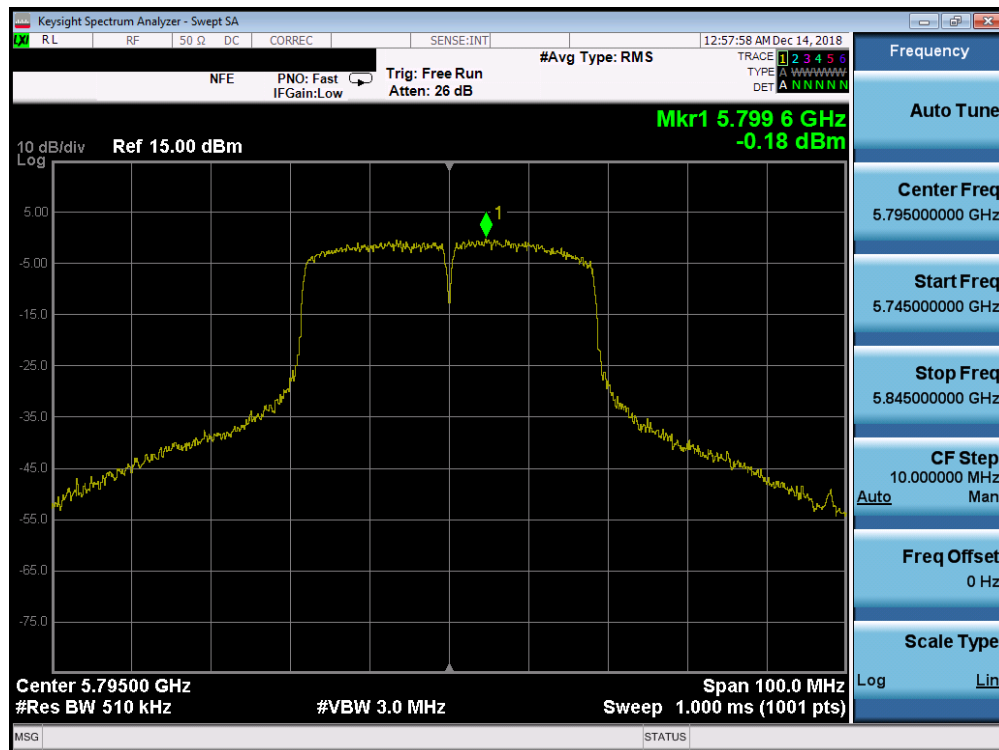 Keysight Spectrum Analyzer - Swept SA
LXI RL RF 50 Ω DC CORREC SENSE:INT 12:57:58 AM Dec 14, 2018
#Avg Type: RMS TRACE 1 2 3 4 5 6
NFE PNO: Fast Trig: Free Run TYPE A WWWWW
IFGain:Low Atten: 26 dB DET A N N N N N
Frequency
Auto Tune
Mkr1 5.799 6 GHz
-0.18 dBm
10 dB/div Ref 15.00 dBm
Log
1
5.00
-5.00
-15.0
-25.0
-35.0
-45.0
-55.0
-65.0
-75.0
Center 5.79500 GHz Span 100.0 MHz
#Res BW 510 kHz #VBW 3.0 MHz Sweep 1.000 ms (1001 pts)
Center Freq
5.795000000 GHz
Start Freq
5.745000000 GHz
Stop Freq
5.845000000 GHz
CF Step
10.000000 MHz
Auto Man
Freq Offset
0 Hz
Scale Type
Log Lin
MSG STATUS